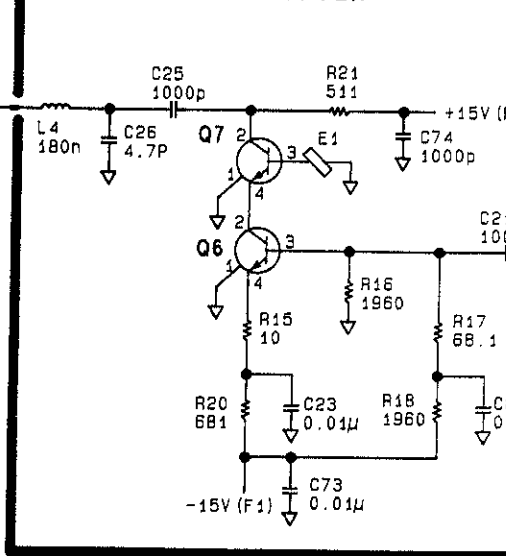 C25
1000p
R21
511
+15V (
L4
180n
C26
4.7P
Q7
2
1
3
4
E1
C74
1000p
Q6
2
1
3
4
R16
1960
R17
68.1
R15
10
R20
681
C23
0.01µ
R18
1960
C73
0.01µ
-15V (F1)